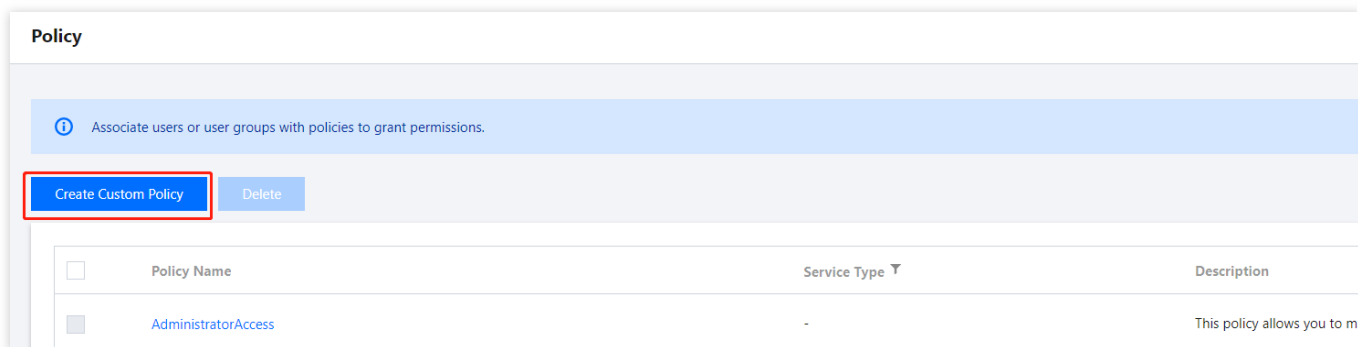 Policy
Associate users or user groups with policies to grant permissions.
Create Custom Policy Delete
Policy Name Service Type Description
AdministratorAccess - This policy allows you to m